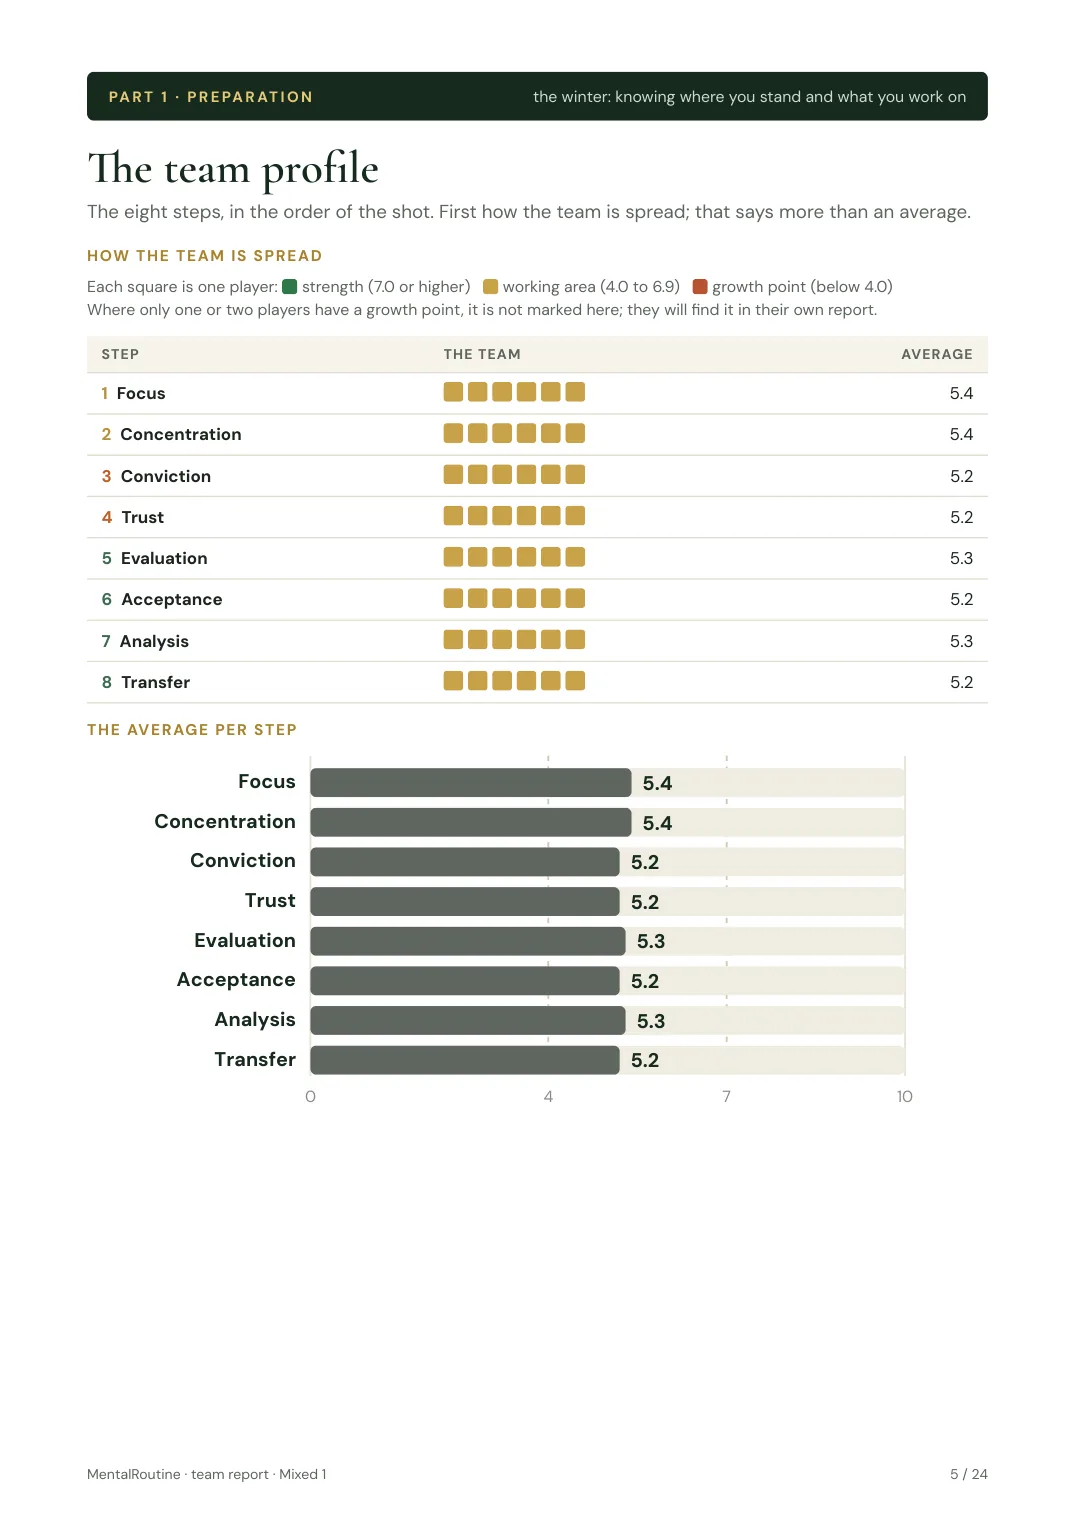 PART 1 · PREPARATION
the winter: knowing where you stand and what you work on
The team profile
The eight steps, in the order of the shot. First how the team is spread; that says more than an average.
HOW THE TEAM IS SPREAD
Each square is one player: strength (7.0 or higher) working area (4.0 to 6.9) growth point (below 4.0)
Where only one or two players have a growth point, it is not marked here; they will find it in their own report.
STEP THE TEAM AVERAGE
1 Focus 5.4
2 Concentration 5.4
3 Conviction 5.2
4 Trust 5.2
5 Evaluation 5.3
6 Acceptance 5.2
7 Analysis 5.3
8 Transfer 5.2
THE AVERAGE PER STEP
Focus 5.4
Concentration 5.4
Conviction 5.2
Trust 5.2
Evaluation 5.3
Acceptance 5.2
Analysis 5.3
Transfer 5.2
0 4 7 10
MentalRoutine · team report · Mixed 1
5 / 24